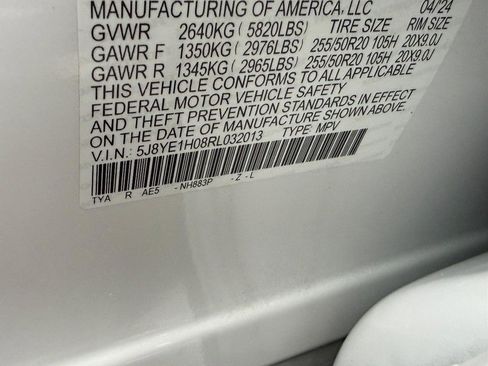 MANUFACTURING OF AMERICA, LLC 04/24
GVWR 2640KG ( 5820LBS) TIRE SIZE RIM SIZE
GAWR F 1350KG ( 2976LBS) 255/50R20 105H 20X9.0J
GAWR R 1345KG ( 2965LBS) 255/50R20 105H 20X9.0J
THIS VEHICLE CONFORMS TO ALL APPLICABLE
FEDERAL MOTOR VEHICLE SAFETY
AND THEFT PREVENTION STANDARDS IN EFFECT
ON THE DATE OF MANUFACTURE SHOWN ABOVE.
V.I.N.: 5J8YE1H08RL032013 TYPE: MPV
TYA R AE5 - NH883P - Z - L